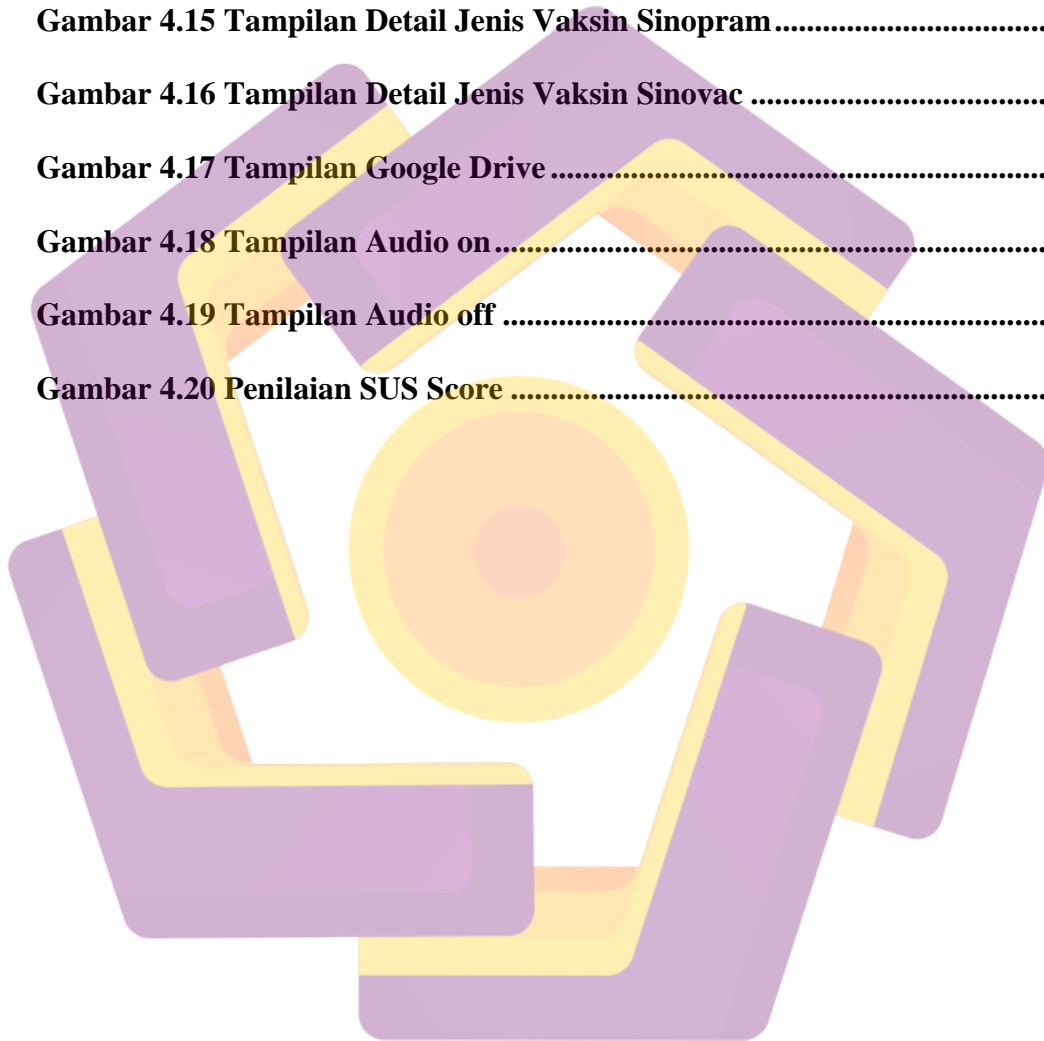 Gambar 4.15 Tampilan Detail Jenis Vaksin Sinopram..................................
Gambar 4.16 Tampilan Detail Jenis Vaksin Sinovac .....................................
Gambar 4.17 Tampilan Google Drive..............................................................
Gambar 4.18 Tampilan Audio on.....................................................................
Gambar 4.19 Tampilan Audio off ....................................................................
Gambar 4.20 Penilaian SUS Score ...................................................................